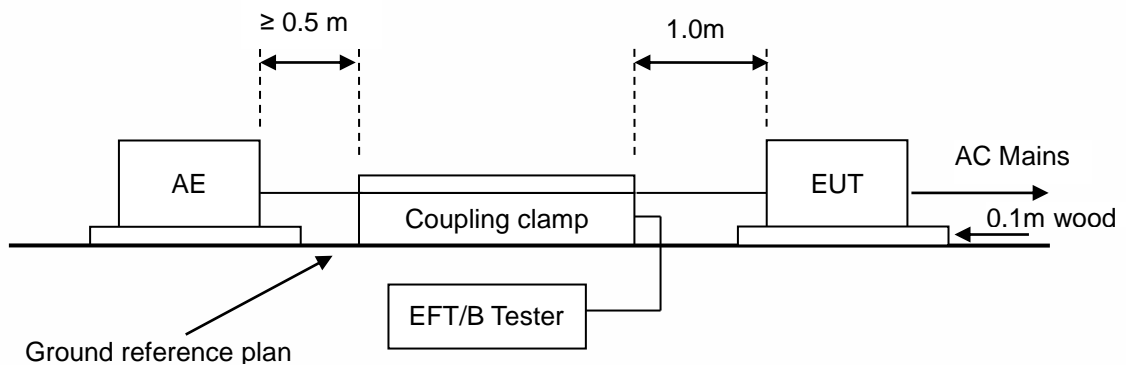 ≥ 0.5 m
1.0m
AE
EUT
AC Mains
Coupling clamp
0.1m wood
EFT/B Tester
Ground reference plan